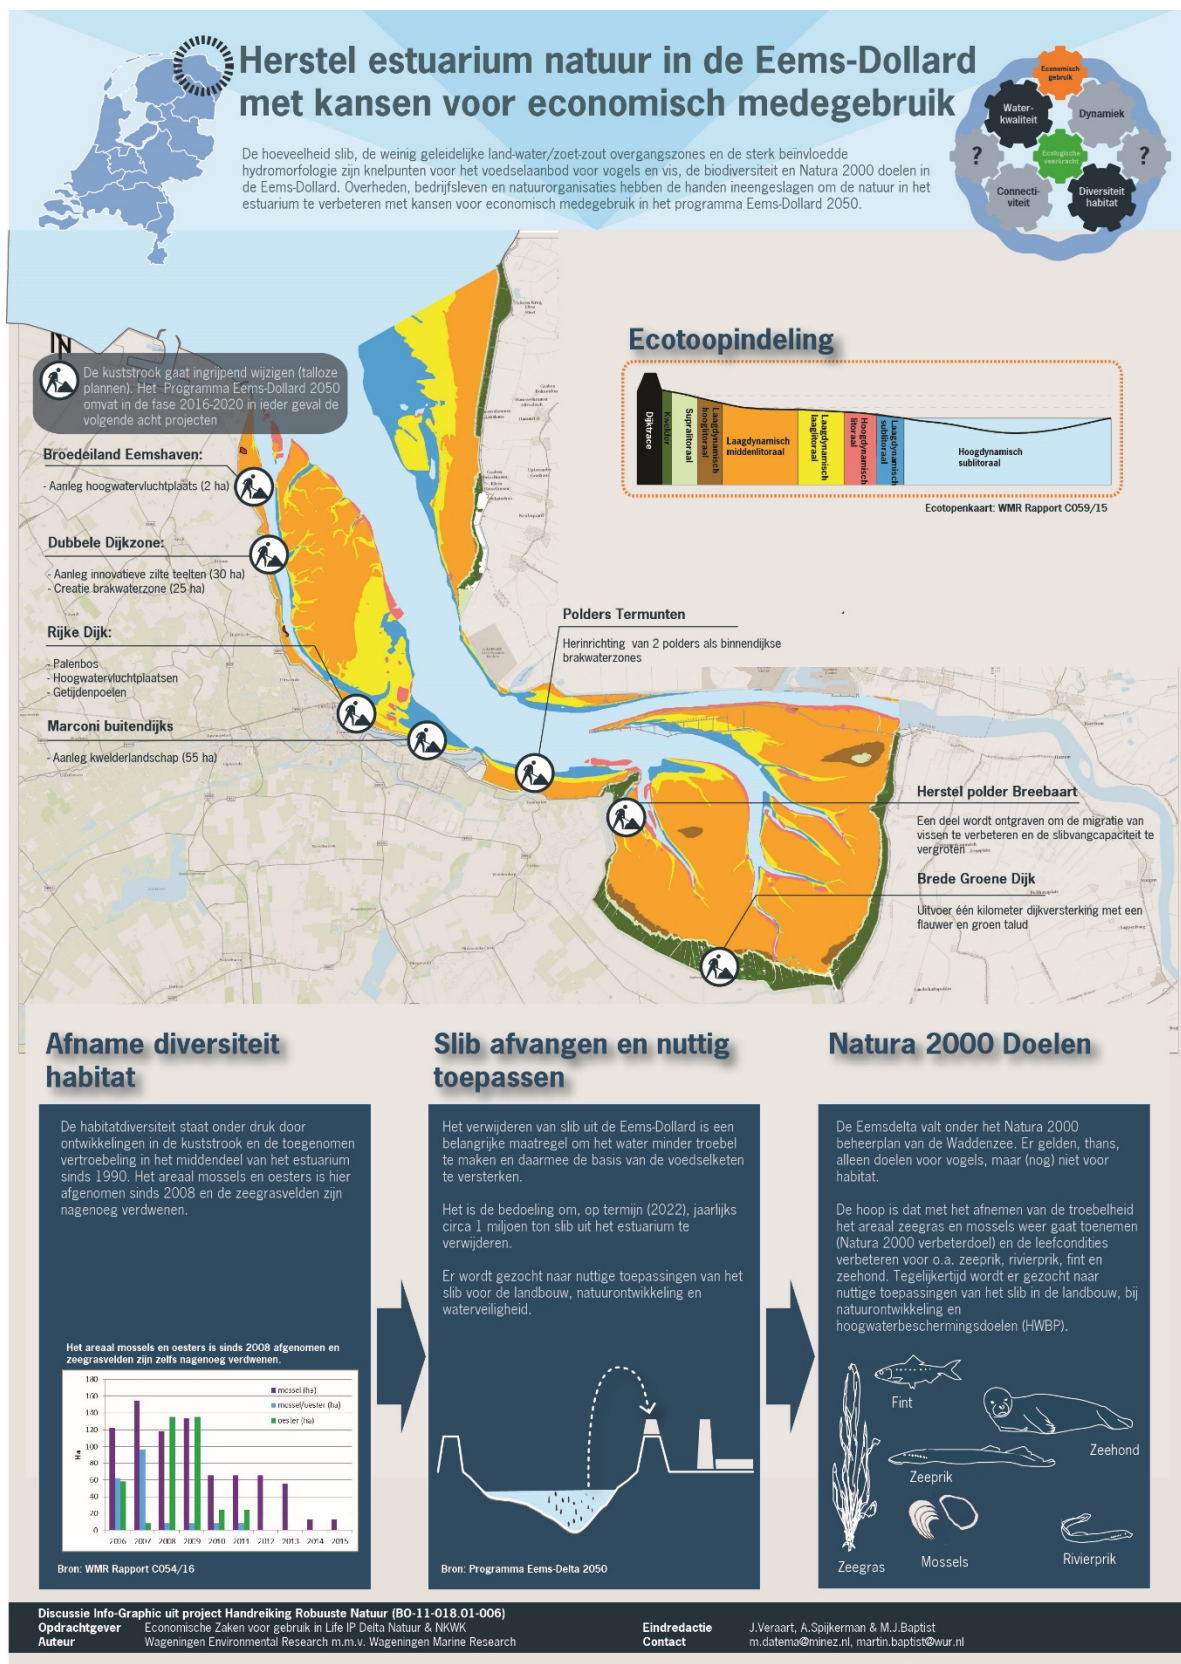 Herstel estuarium natuur in de Eems-Dollard
met kansen voor economisch medegebruik
De hoeveelheid slib, de weinig geleidelijke land-water/zoet-zout overgangszones en de sterk beïnvloedde
hydromorfologie zijn knelpunten voor het voedselaanbod voor vogels en vis, de biodiversiteit en Natura 2000 doelen in
de Eems-Dollard. Overheden, bedrijfsleven en natuurorganisaties hebben de handen ineengeslagen om de natuur in het
estuarium te verbeteren met kansen voor economisch medegebruik in het programma Eems-Dollard 2050.
Economisch
gebruik
Water-
kwaliteit
Dynamiek
?
Ecologische
veerkracht
?
Connecti-
viteit
Diversiteit
habitat
N
De kuststrook gaat ingrijpend wijzigen (talloze
plannen). Het Programma Eems-Dollard 2050
omvat in de fase 2016-2020 in ieder geval de
volgende acht projecten
Broedeiland Eemshaven:
- Aanleg hoogwatervluchtplaats (2 ha)
Dubbele Dijkzone:
- Aanleg innovatieve zilte teelten (30 ha)
- Creatie brakwaterzone (25 ha)
Rijke Dijk:
- Palenbos
- Hoogwatervluchtplaatsen
- Getijdenpoelen
Marconi buitendijks
- Aanleg kwelderlandschap (55 ha)
Ecotoopindeling
Dijktrace
Kwelder
Supralitoraal
Laagdynamisch
hooglitoraal
Laagdynamisch
middenlitoraal
Laagdynamisch
laaglitoraal
Hoogdynamisch
litoraal
Laagdynamisch
sublitoraal
Hoogdynamisch
sublitoraal
Ecotopenkaart: WMR Rapport C059/15
Polders Termunten
Herinrichting van 2 polders als binnendijkse
brakwaterzones
Herstel polder Breebaart
Een deel wordt ontgraven om de migratie van
vissen te verbeteren en de slibvangcapaciteit te
vergroten
Brede Groene Dijk
Uitvoer één kilometer dijkversterking met een
flauwer en groen talud
Afname diversiteit
habitat
De habitatdiversiteit staat onder druk door
ontwikkelingen in de kuststrook en de toegenomen
vertroebeling in het middendeel van het estuarium
sinds 1990. Het areaal mossels en oesters is hier
afgenomen sinds 2008 en de zeegrasvelden zijn
nagenoeg verdwenen.
Het areaal mossels en oesters is sinds 2008 afgenomen en
zeegrasvelden zijn zelfs nagenoeg verdwenen.
180
160
140
120
100
80
60
40
20
0
Ha
mossel (ha)
mossel/oester (ha)
oester (ha)
2006 2007 2008 2009 2010 2011 2012 2013 2014 2015
Bron: WMR Rapport C054/16
Slib afvangen en nuttig
toepassen
Het verwijderen van slib uit de Eems-Dollard is een
belangrijke maatregel om het water minder troebel
te maken en daarmee de basis van de voedselketen
te versterken.
Het is de bedoeling om, op termijn (2022), jaarlijks
circa 1 miljoen ton slib uit het estuarium te
verwijderen.
Er wordt gezocht naar nuttige toepassingen van het
slib voor de landbouw, natuurontwikkeling en
waterveiligheid.
Bron: Programma Eems-Delta 2050
Natura 2000 Doelen
De Eemsdelta valt onder het Natura 2000
beheerplan van de Waddenzee. Er gelden, thans,
alleen doelen voor vogels, maar (nog) niet voor
habitat.
De hoop is dat met het afnemen van de troebelheid
het areaal zeegras en mossels weer gaat toenemen
(Natura 2000 verbeterdoel) en de leefcondities
verbeteren voor o.a. zeeprik, rivierprik, fint en
zeehond. Tegelijkertijd wordt er gezocht naar
nuttige toepassingen van het slib in de landbouw, bij
natuurontwikkeling en
hoogwaterbeschermingsdoelen (HWBP).
Fint
Zeehond
Zeeprik
Zeegras
Mossels
Rivierprik
Discussie Info-Graphic uit project Handreiking Robuuste Natuur (BO-11-018.01-006)
Opdrachtgever Economische Zaken voor gebruik in Life IP Delta Natuur & NKWK
Auteur Wageningen Environmental Research m.m.v. Wageningen Marine Research
Eindredactie J.Veraart, A.Spijkerman & M.J.Baptist
Contact m.datema@minez.nl, martin.baptist@wur.nl